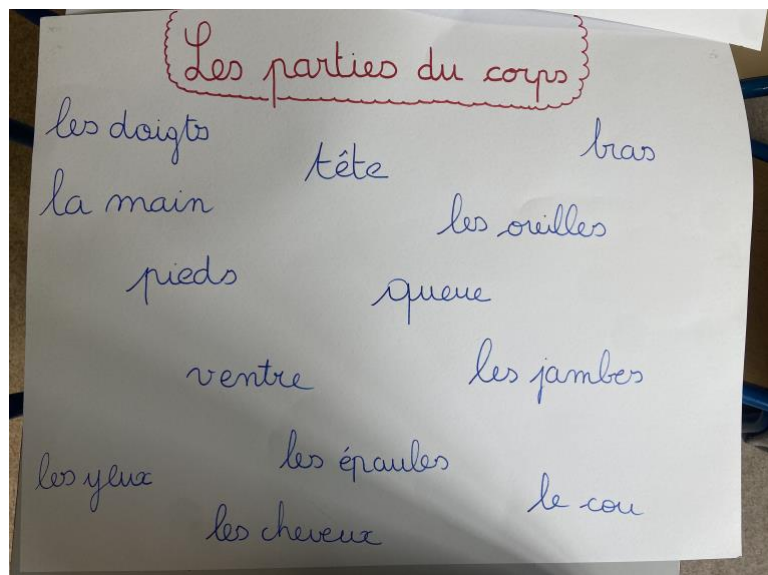 Les parties du corps
les doigts
tête
bras
la main
les oreilles
pieds
queue
ventre
les jambes
les épaules
les yeux
le cou
les cheveux